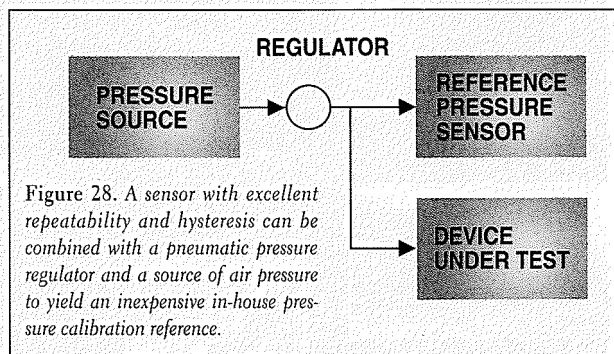 REGULATOR
PRESSURE
SOURCE
REFERENCE
PRESSURE
SENSOR
Figure 28. A sensor with excellent
repeatability and hysteresis can be
combined with a pneumatic pressure
regulator and a source of air pressure
to yield an inexpensive in-house pres-
sure calibration reference.
DEVICE
UNDER TEST